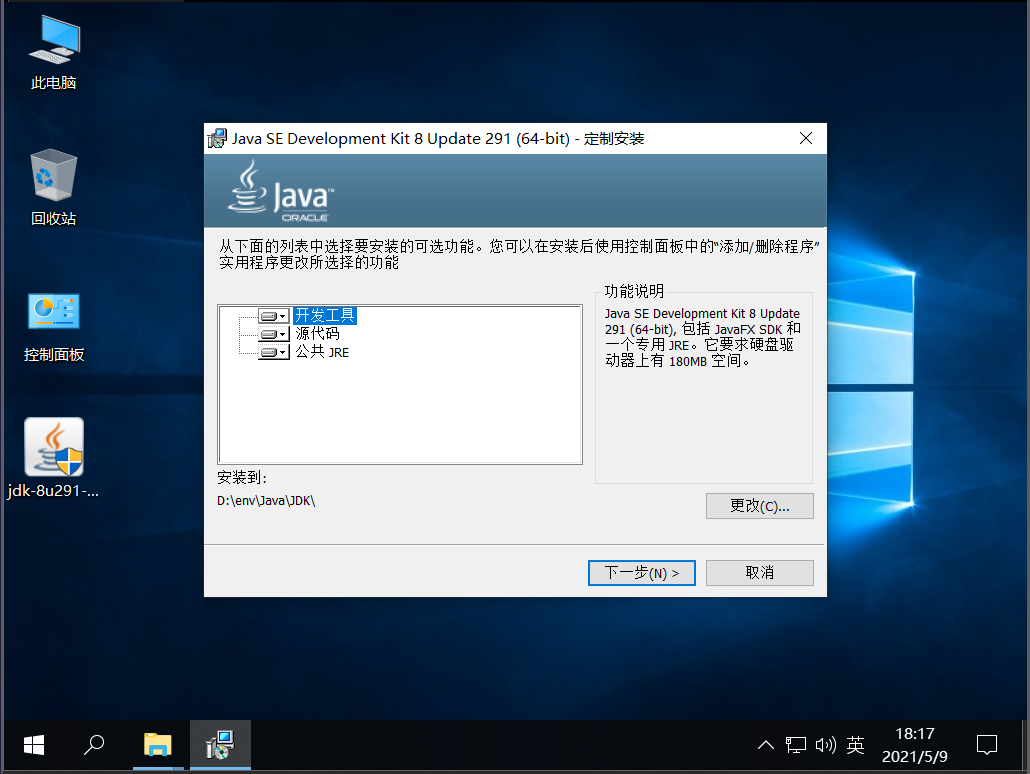 此电脑
回收站
控制面板
jdk-8u291-...
Java SE Development Kit 8 Update 291 (64-bit) - 定制安装
Java™
ORACLE
从下面的列表中选择要安装的可选功能。您可以在安装后使用控制面板中的“添加/删除程序”
实用程序更改所选择的功能
开发工具
源代码
公共 JRE
功能说明
Java SE Development Kit 8 Update
291 (64-bit), 包括 JavaFX SDK 和
一个专用 JRE。它要求硬盘驱
动器上有 180MB 空间。
安装到:
D:\env\Java\JDK\
更改(C)...
下一步(N) >
取消
英
18:17
2021/5/9